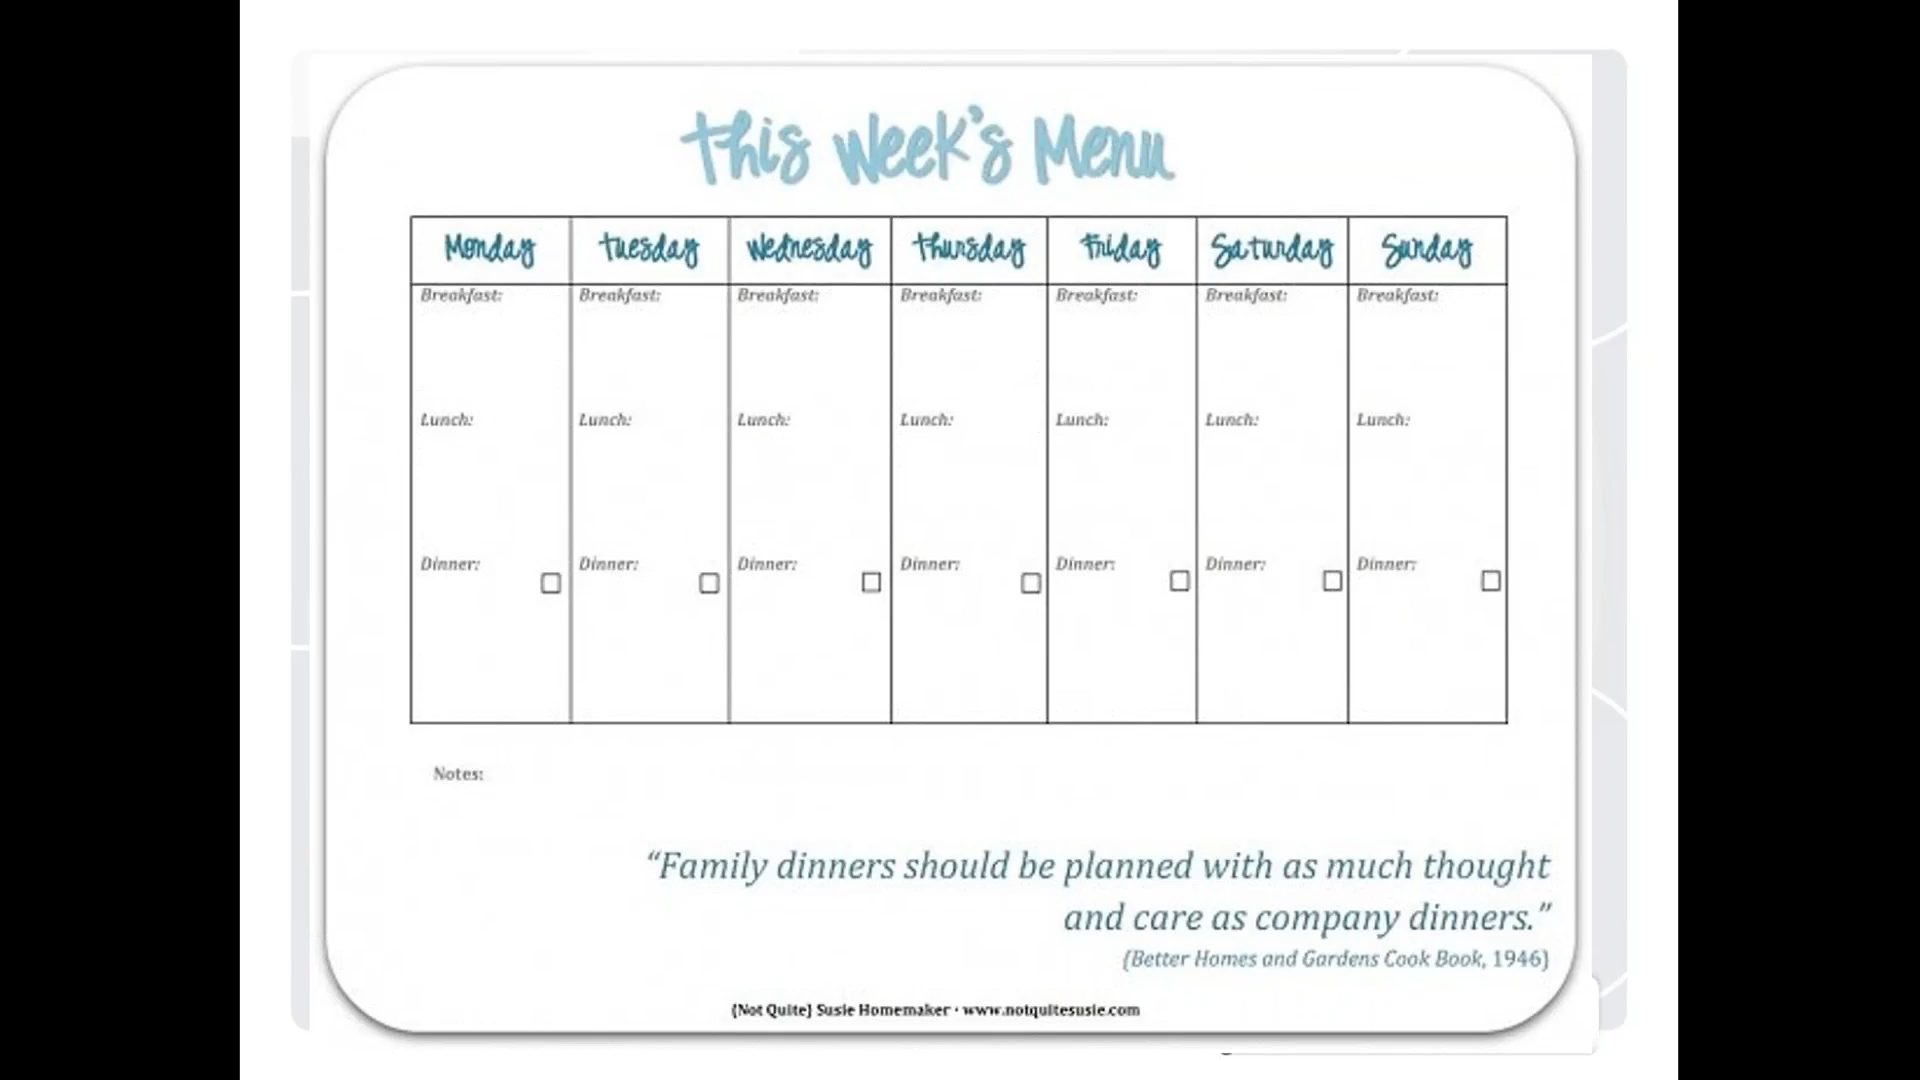 This Week's Menu
Monday Tuesday Wednesday Thursday Friday Saturday Sunday
Breakfast: Breakfast: Breakfast: Breakfast: Breakfast: Breakfast: Breakfast:
Lunch: Lunch: Lunch: Lunch: Lunch: Lunch: Lunch:
Dinner: Dinner: Dinner: Dinner: Dinner: Dinner: Dinner:
Notes:
“Family dinners should be planned with as much thought
and care as company dinners.”
{Better Homes and Gardens Cook Book, 1946}
{Not Quite} Susie Homemaker · www.notquitesusie.com